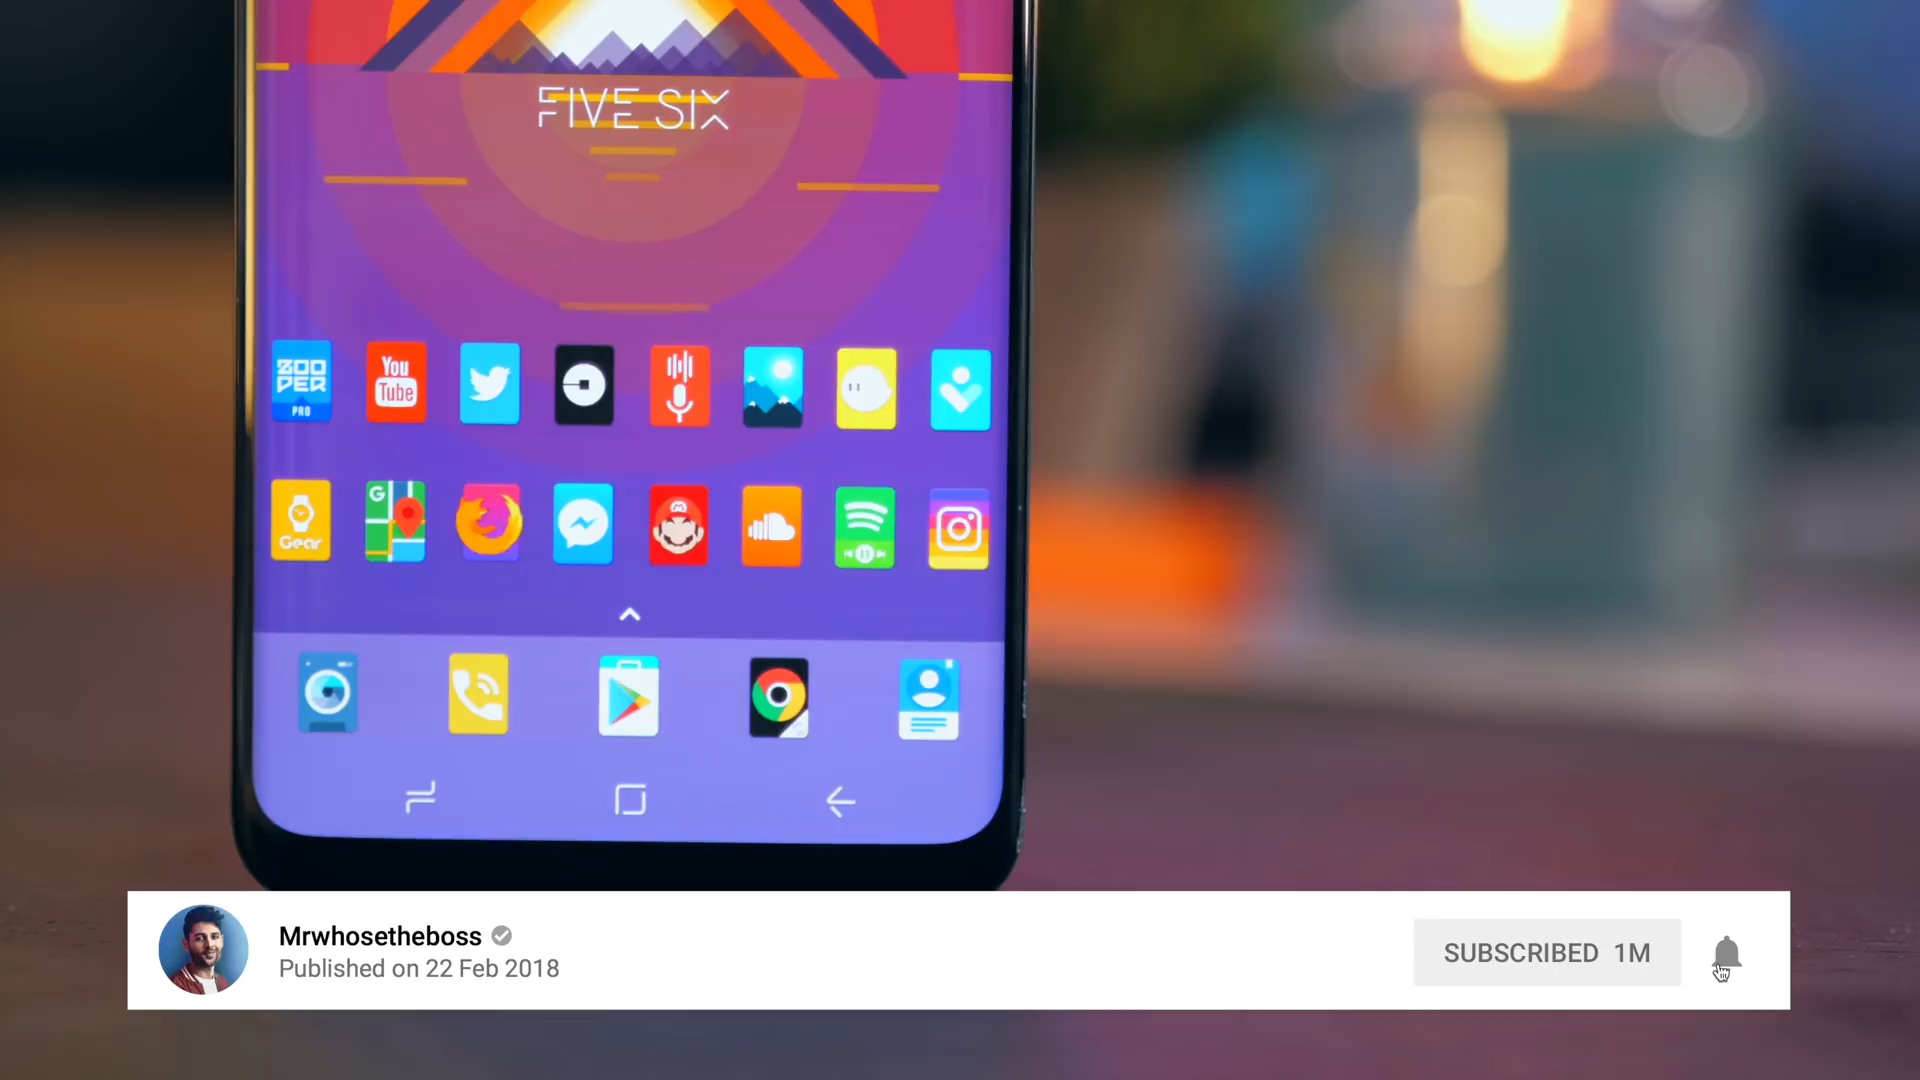 FIVE SIX
ZOOPER
PRO
You
Tube
Gear
G
Mrwhosetheboss
Published on 22 Feb 2018
SUBSCRIBED 1M